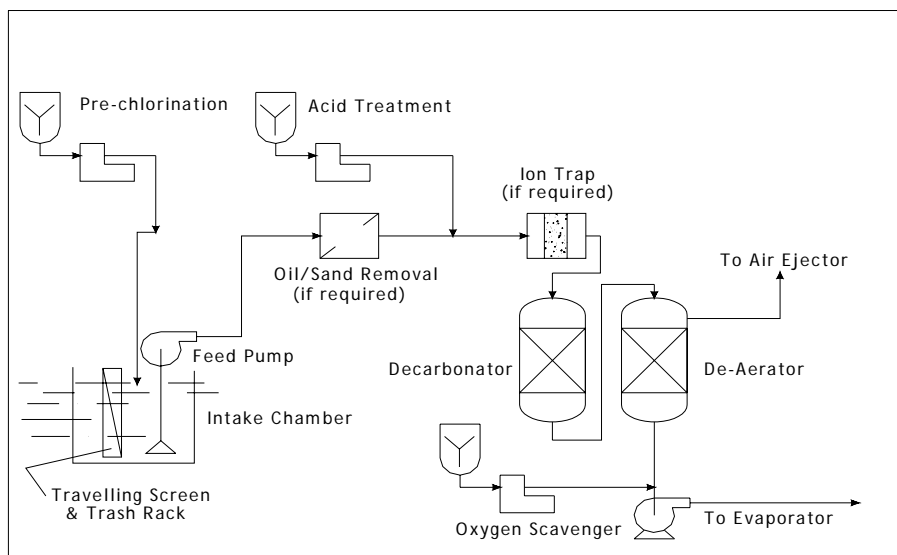 Pre-chlorination
Acid Treatment
Ion Trap
(if required)
To Air Ejector
Oil/Sand Removal
(if required)
Feed Pump
Decarbonator
De-Aerator
Intake Chamber
Travelling Screen
& Trash Rack
Oxygen Scavenger
To Evaporator